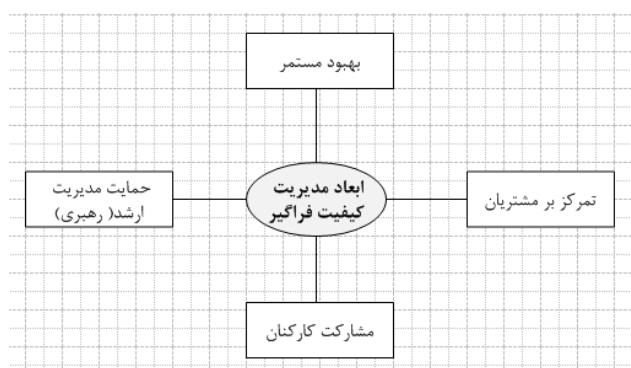 بهبود مستمر
ابعاد مدیریت
کیفیت فراگیر
تمرکز بر مشتریان
حمایت مدیریت
ارشد( رهبری)
مشارکت کارکنان